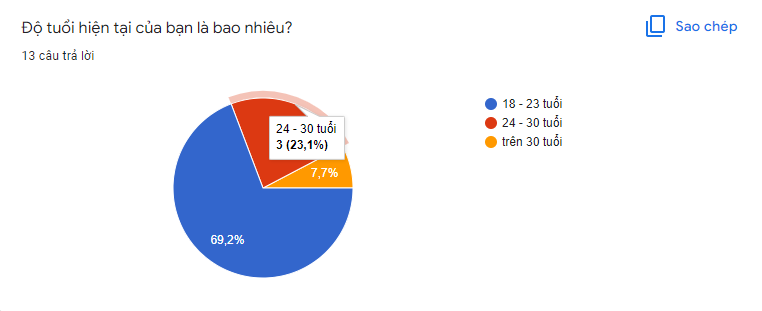 Độ tuổi hiện tại của bạn là bao nhiêu?
Sao chép
13 câu trả lời
18 - 23 tuổi
24 - 30 tuổi
trên 30 tuổi
24 - 30 tuổi
3 (23,1%)
7,7%
69,2%